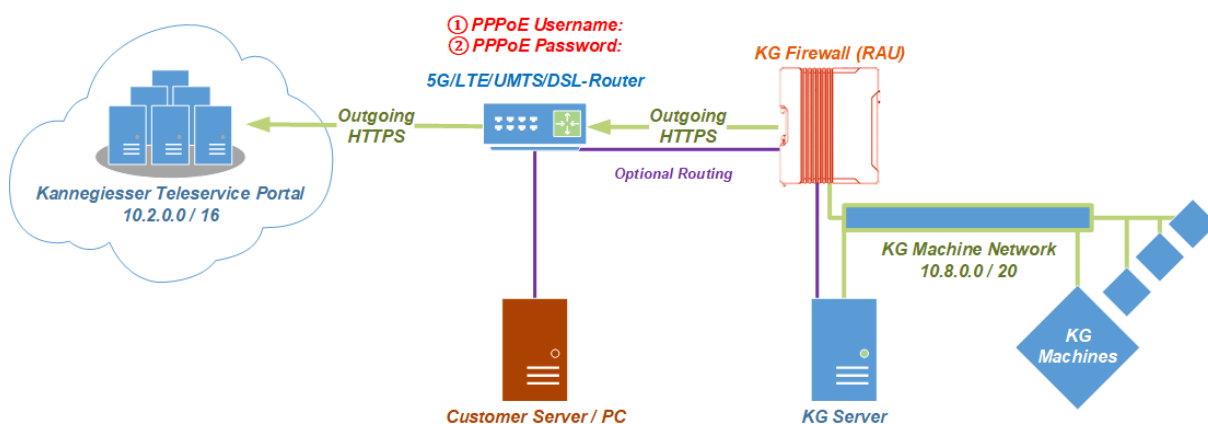 ① PPPoE Username:
② PPPoE Password:
5G/LTE/UMTS/DSL-Router
KG Firewall (RAU)
Outgoing
HTTPS
Outgoing
HTTPS
Optional Routing
Kannegiesser Teleservice Portal
10.2.0.0 / 16
KG Machine Network
10.8.0.0 / 20
KG
Machines
Customer Server / PC
KG Server